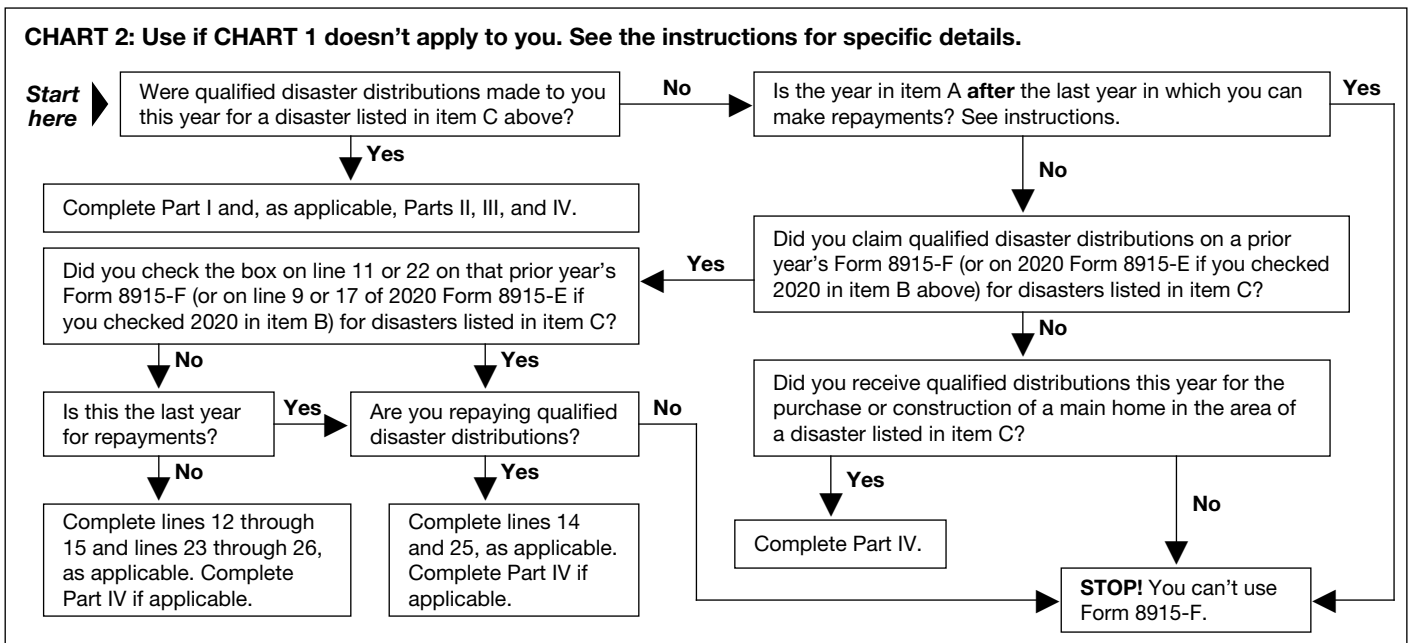 CHART 2: Use if CHART 1 doesn't apply to you. See the instructions for specific details.
Start
here
Were qualified disaster distributions made to you
this year for a disaster listed in item C above?
No
Is the year in item A after the last year in which you can
make repayments? See instructions.
Yes
Yes
No
Complete Part I and, as applicable, Parts II, III, and IV.
Did you claim qualified disaster distributions on a prior
year's Form 8915-F (or on 2020 Form 8915-E if you checked
2020 in item B above) for disasters listed in item C?
Yes
Did you check the box on line 11 or 22 on that prior year's
Form 8915-F (or on line 9 or 17 of 2020 Form 8915-E if
you checked 2020 in item B) for disasters listed in item C?
No
No
Yes
Did you receive qualified distributions this year for the
purchase or construction of a main home in the area of
a disaster listed in item C?
Is this the last year
for repayments?
Yes
Are you repaying qualified
disaster distributions?
No
No
Yes
Yes
No
Complete lines 12 through
15 and lines 23 through 26,
as applicable. Complete
Part IV if applicable.
Complete lines 14
and 25, as applicable.
Complete Part IV if
applicable.
Complete Part IV.
STOP! You can't use
Form 8915-F.